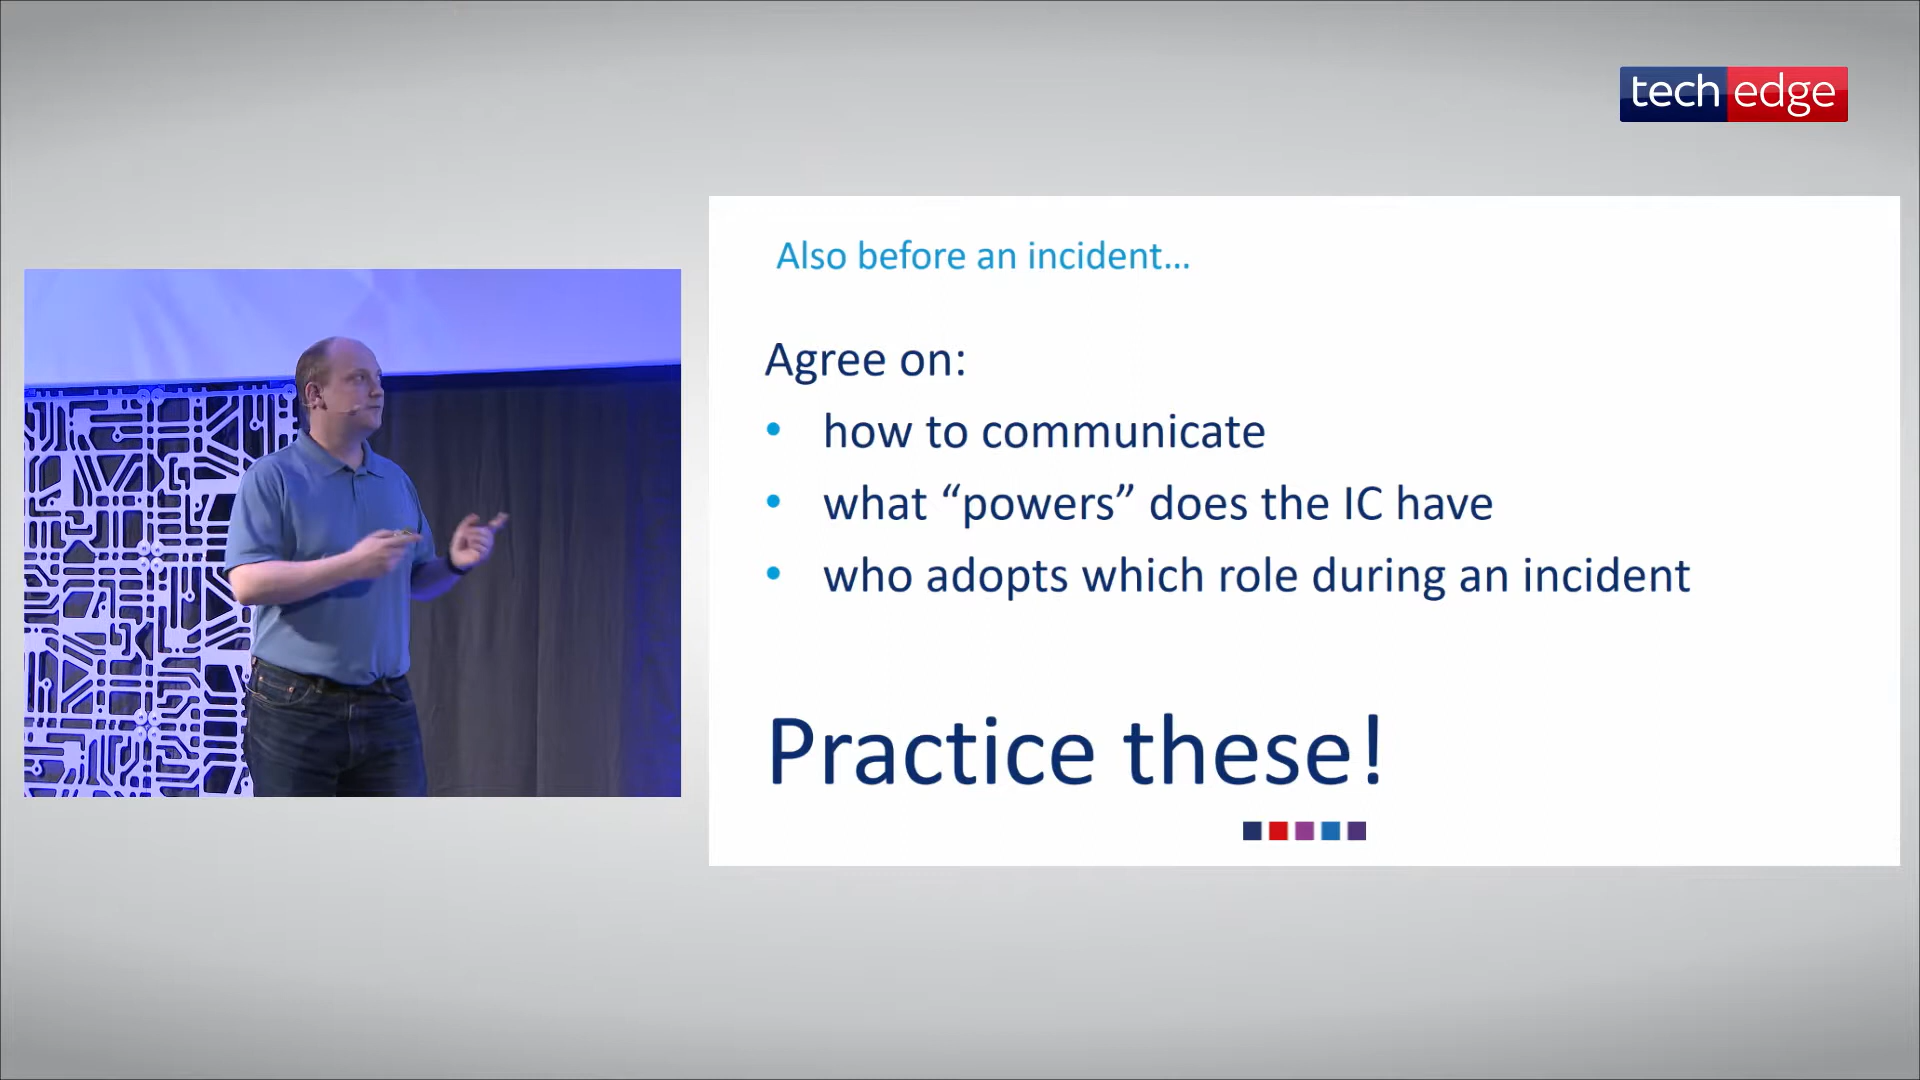 tech edge
Also before an incident...
Agree on:
• how to communicate
• what “powers” does the IC have
• who adopts which role during an incident
Practice these!